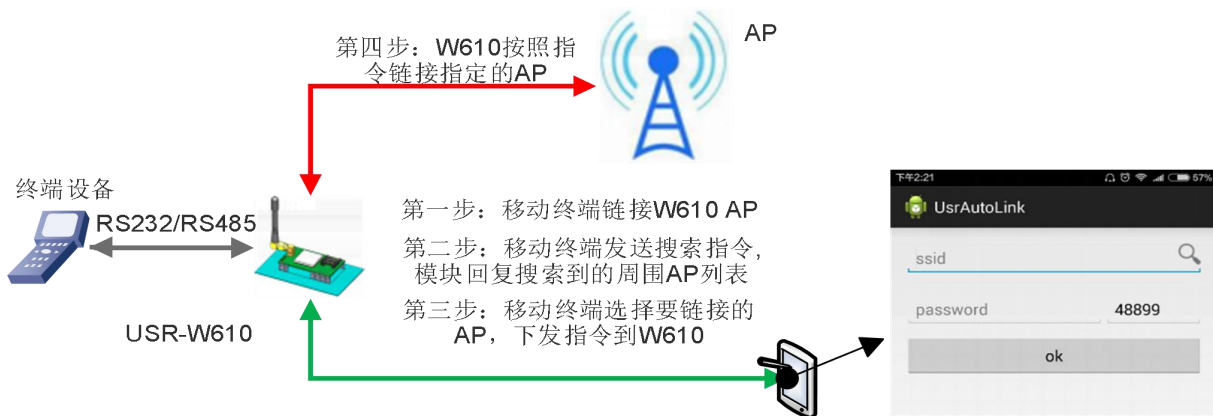 AP
第四步：W610按照指
令链接指定的AP
终端设备
RS232/RS485
USR-W610
第一步：移动终端链接W610 AP
第二步：移动终端发送搜索指令，
模块回复搜索到的周围AP列表
第三步：移动终端选择要链接的
AP，下发指令到W610
下午2:21
57%
UsrAutoLink
ssid
password
48899
ok